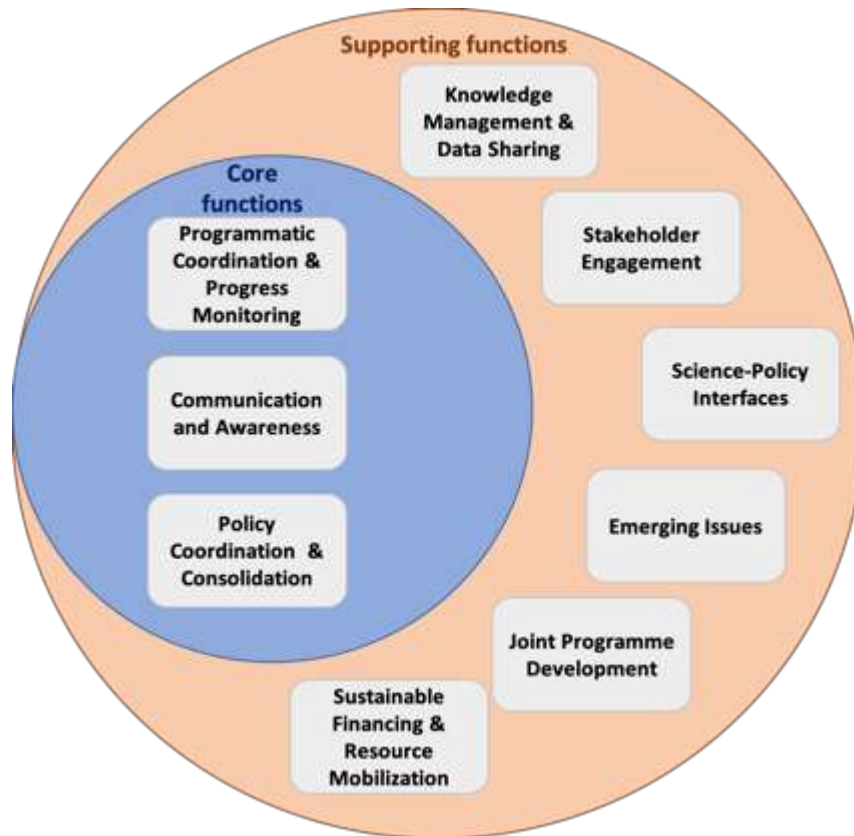 Supporting functions
Knowledge
Management &
Data Sharing
Core
functions
Programmatic
Coordination &
Progress
Monitoring
Stakeholder
Engagement
Science-Policy
Interfaces
Communication
and Awareness
Emerging Issues
Policy
Coordination &
Consolidation
Joint Programme
Development
Sustainable
Financing &
Resource
Mobilization